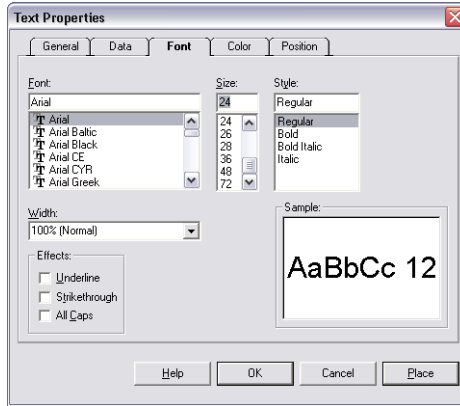 Text Properties
General Data Font Color Position
Font: Size: Style:
Arial 24 Regular
Arial 24 Regular
Arial Baltic 26 Bold
Arial Black 28 Bold Italic
Arial CE 36 Italic
Arial CYR 48
Arial Greek 72
Width: Sample:
100% (Normal)
Effects:
AaBbCc 12
Underline
Strikethrough
All Caps
Help OK Cancel Place